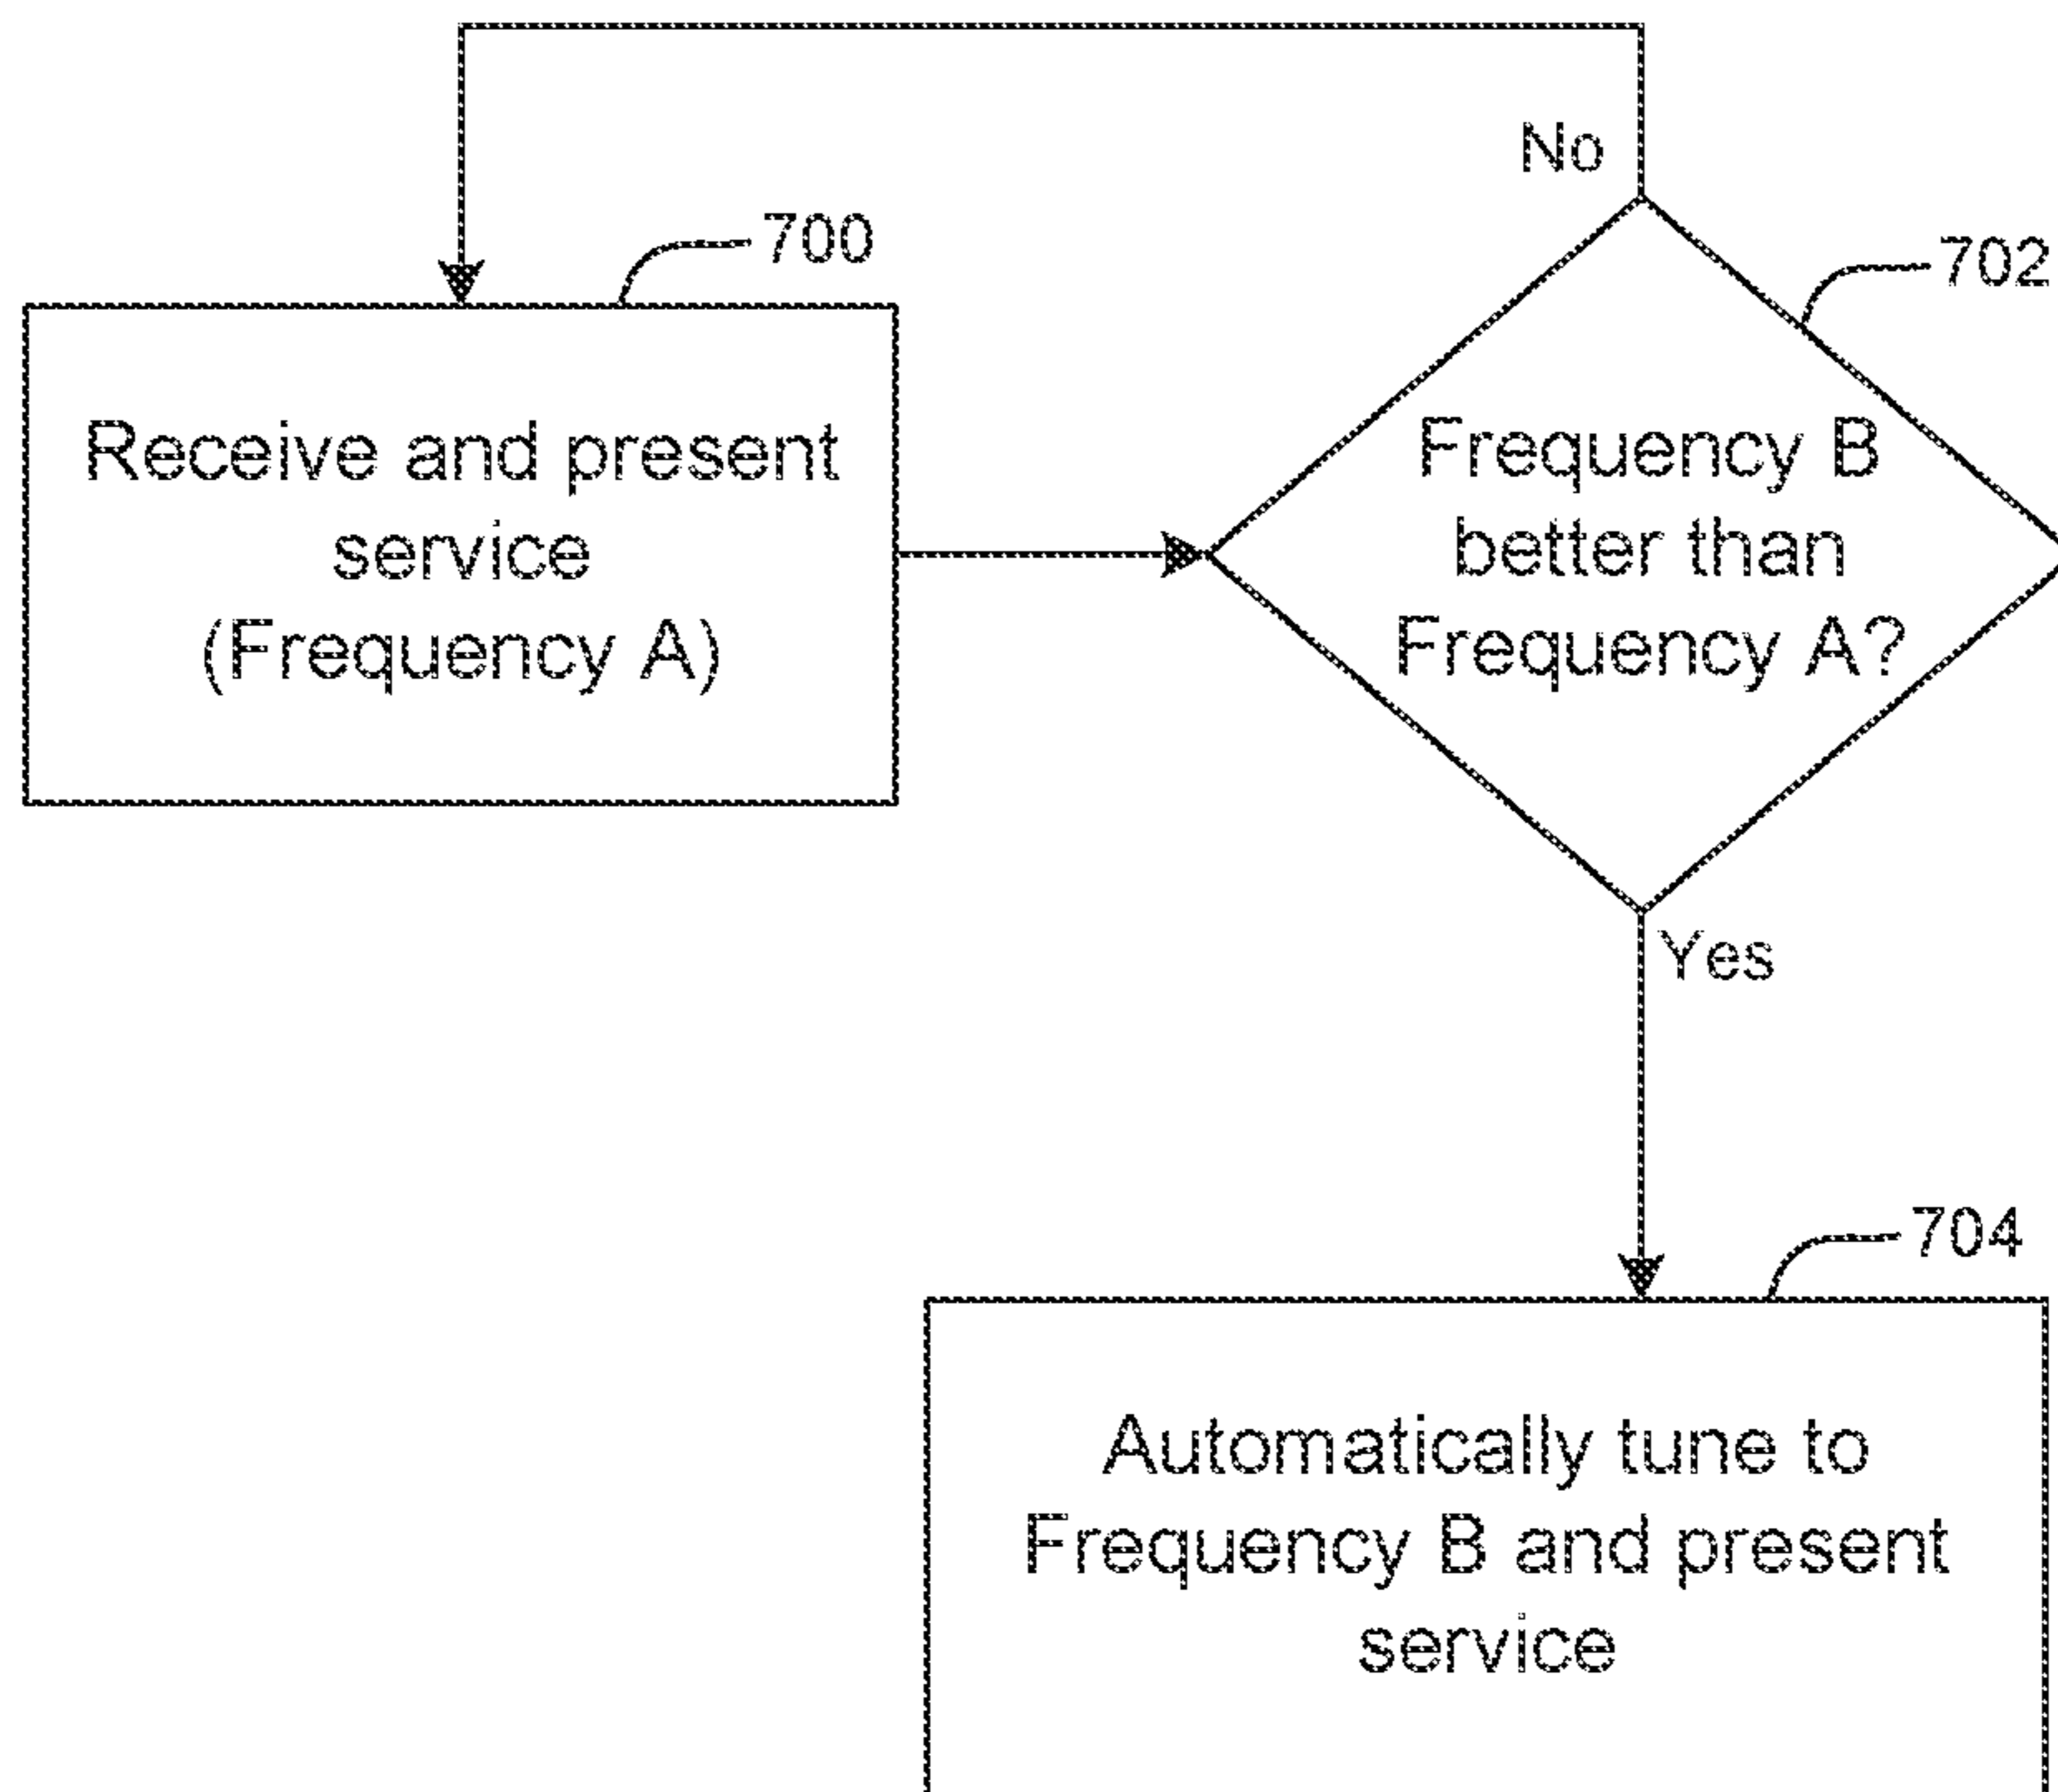 No
700
702
Receive and present
service
(Frequency A)
Frequency B
better than
Frequency A?
Yes
704
Automatically tune to
Frequency B and present
service